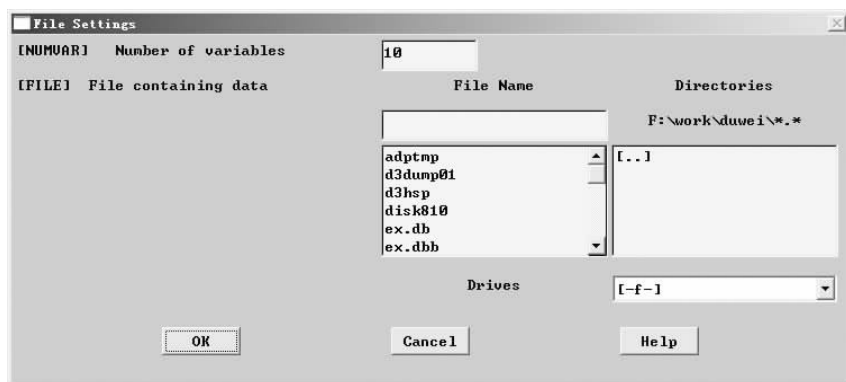 File Settings
[NUMVAR] Number of variables 10
[FILE] File containing data File Name Directories
F:\work\duwei\*.*
adptmp [..]
d3dump01
d3hsp
disk810
ex.db
ex.dbb
Drives [-f-]
OK Cancel Help